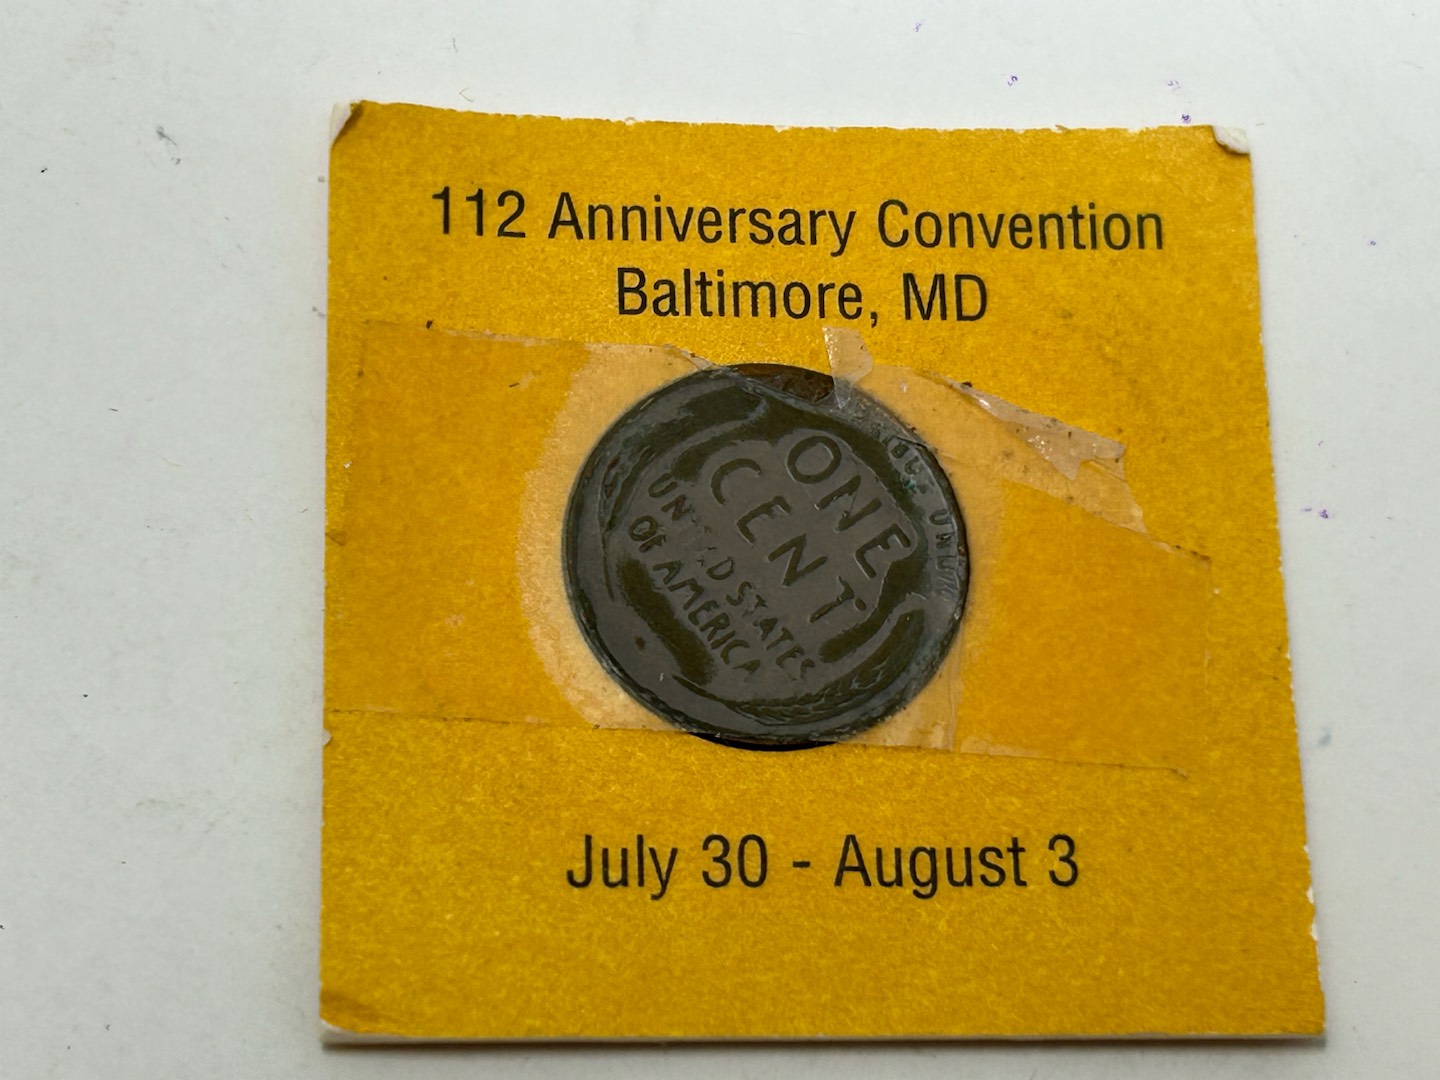 112 Anniversary Convention
Baltimore, MD
ONE
CENT
UNITED STATES
OF AMERICA
July 30 - August 3